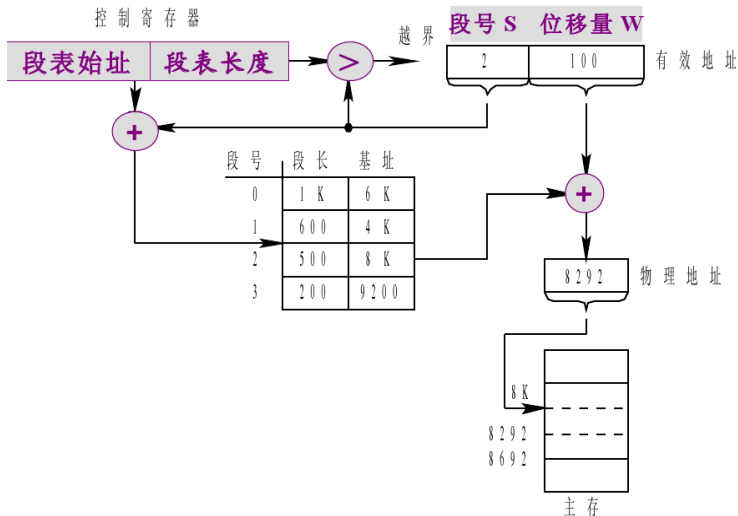 控制寄存器
段表始址 段表长度
>
越界
段号 S 位移量 W
2 100
有效地址
+
段号 段长 基址
0 1K 6K
1 600 4K
2 500 8K
3 200 9200
+
8292
物理地址
8K
8292
8692
主存